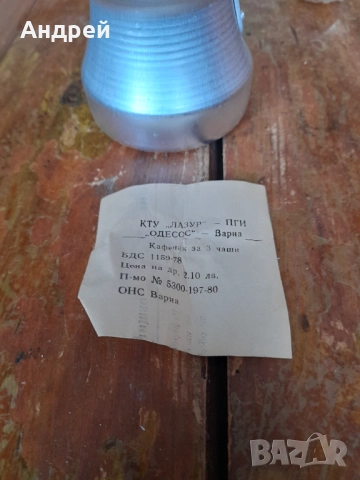 Андрей
КТУ „ЛАЗУР" — ПГИ
„ОДЕСОС" — Варна
Кафеник за 3 чаши
БДС 1159-78
Цена на др. 2.10 лв.
П-мо № 5300-197-80
ОНС Варна
BAZAR